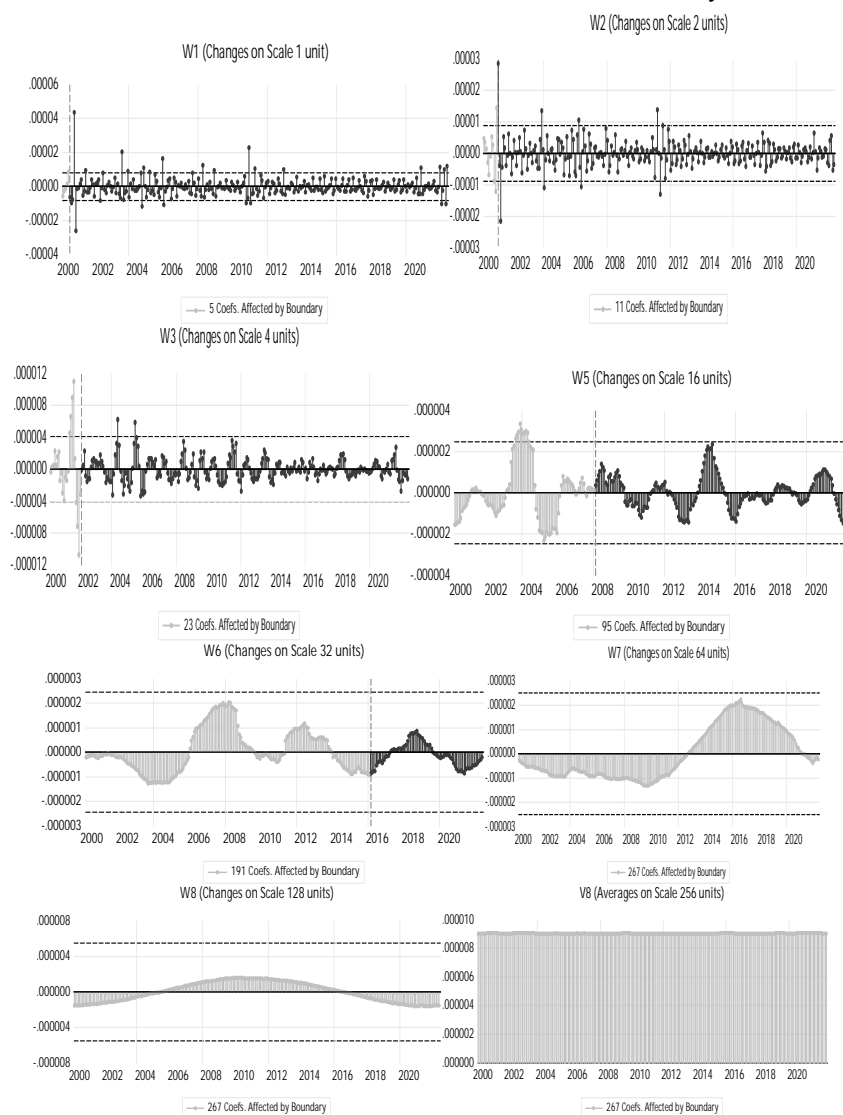 W1 (Changes on Scale 1 unit)
.00006
.00004
.00002
.00000
-.00002
-.00004
2000 2002 2004 2006 2008 2010 2012 2014 2016 2018 2020
5 Coefs. Affected by Boundary
W2 (Changes on Scale 2 units)
.00003
.00002
.00001
.00000
-.00001
-.00002
-.00003
2000 2002 2004 2006 2008 2010 2012 2014 2016 2018 2020
11 Coefs. Affected by Boundary
W3 (Changes on Scale 4 units)
.000012
.000008
.000004
.000000
-.000004
-.000008
-.000012
2000 2002 2004 2006 2008 2010 2012 2014 2016 2018 2020
23 Coefs. Affected by Boundary
W5 (Changes on Scale 16 units)
.000004
.000002
.000000
-.000002
-.000004
2000 2002 2004 2006 2008 2010 2012 2014 2016 2018 2020
95 Coefs. Affected by Boundary
W6 (Changes on Scale 32 units)
.000003
.000002
.000001
.000000
-.000001
-.000002
-.000003
2000 2002 2004 2006 2008 2010 2012 2014 2016 2018 2020
191 Coefs. Affected by Boundary
W7 (Changes on Scale 64 units)
.000003
.000002
.000001
-.000000
-.000001
-.000002
-.000003
2000 2002 2004 2006 2008 2010 2012 2014 2016 2018 2020
267 Coefs. Affected by Boundary
W8 (Changes on Scale 128 units)
.000008
.000004
.000000
-.000004
-.000008
2000 2002 2004 2006 2008 2010 2012 2014 2016 2018 2020
267 Coefs. Affected by Boundary
V8 (Averages on Scale 256 units)
.000010
.000008
.000006
.000004
.000002
.000000
2000 2002 2004 2006 2008 2010 2012 2014 2016 2018 2020
267 Coefs. Affected by Boundary